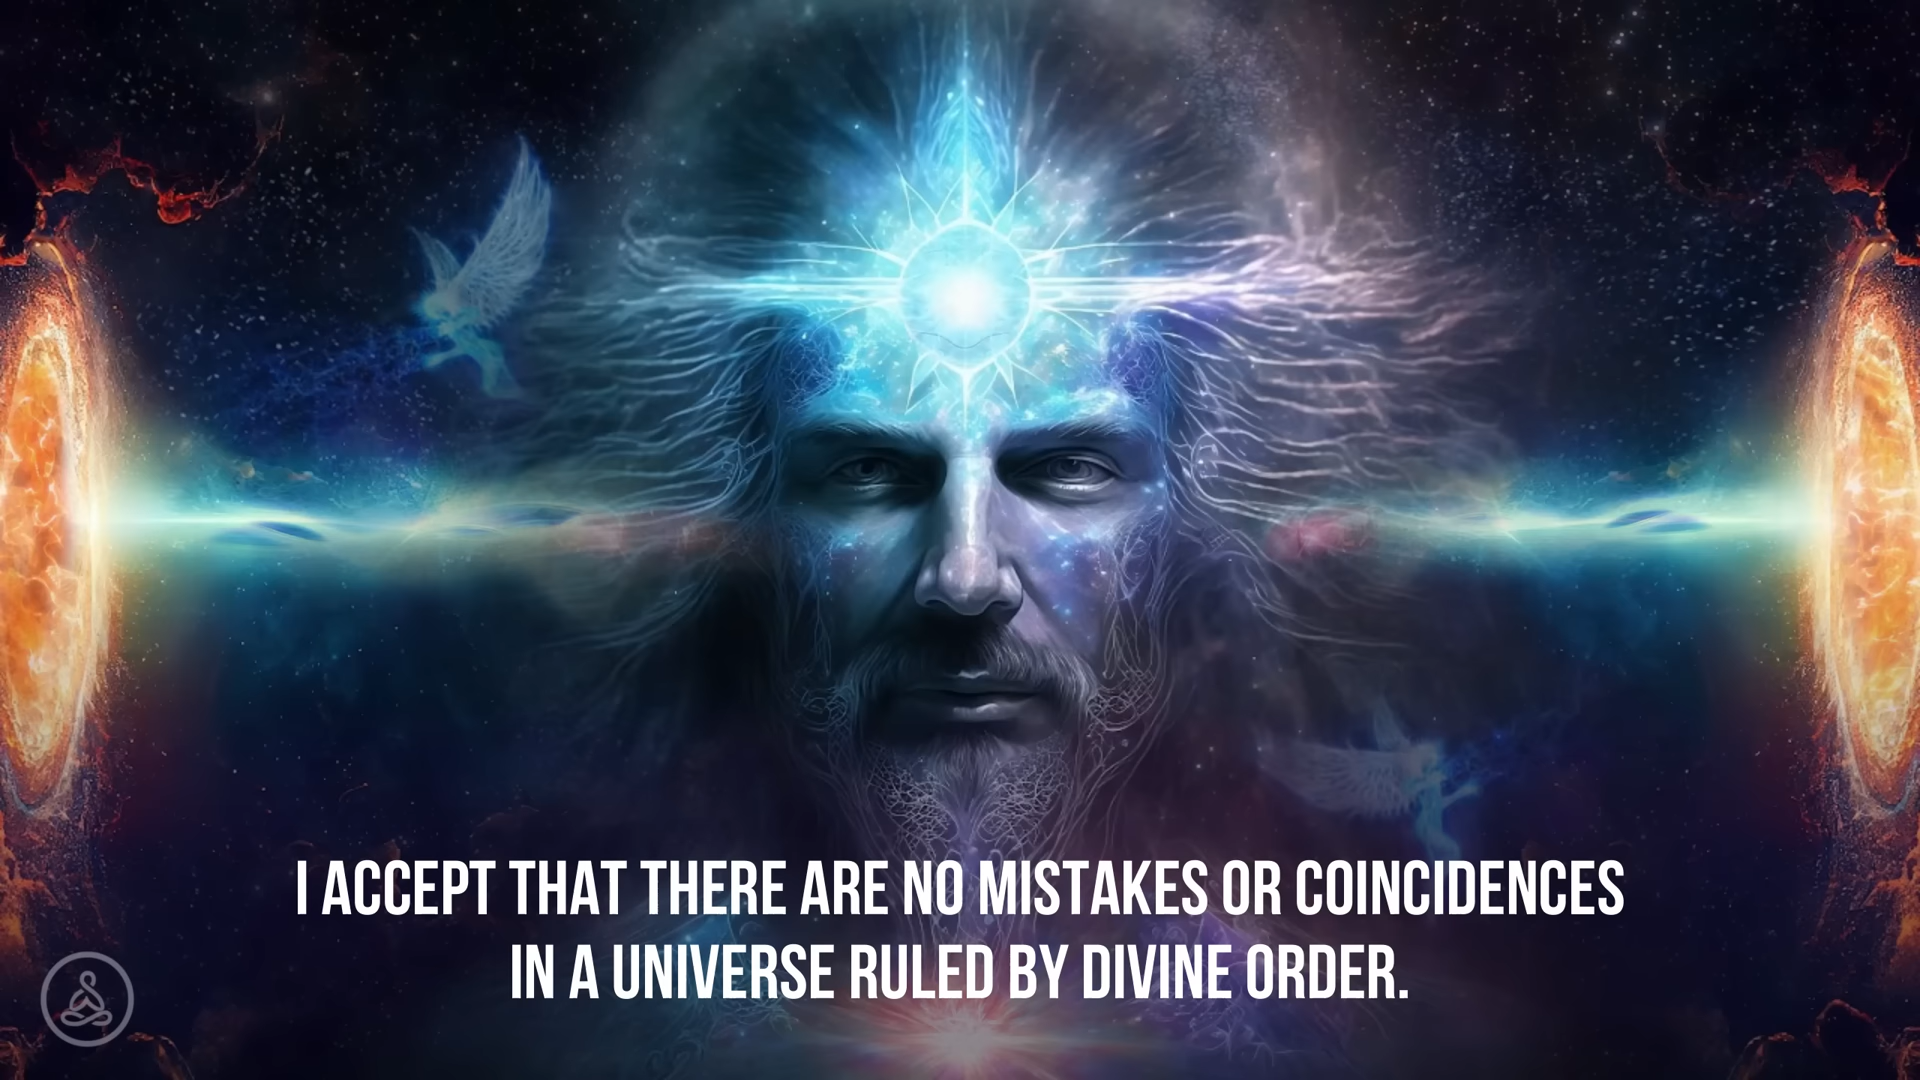 I ACCEPT THAT THERE ARE NO MISTAKES OR COINCIDENCES
IN A UNIVERSE RULED BY DIVINE ORDER.